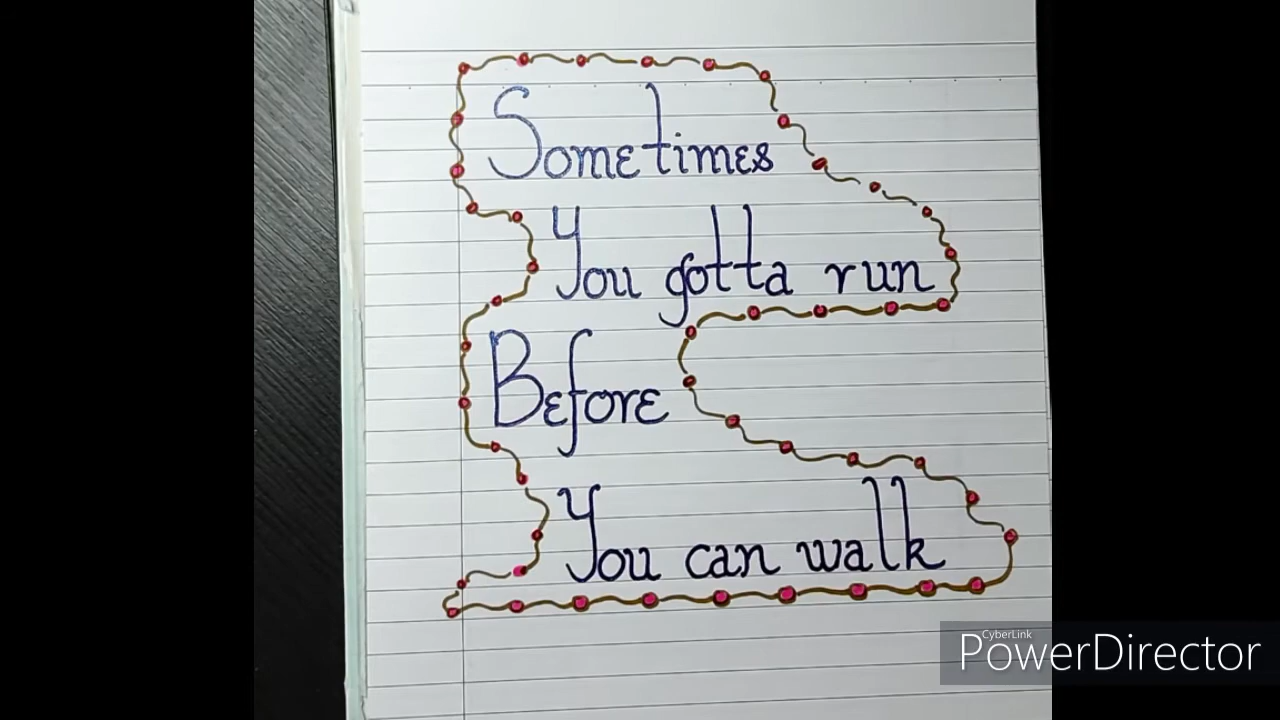 Sometimes
You gotta run
Before
You can walk
CyberLink
PowerDirector